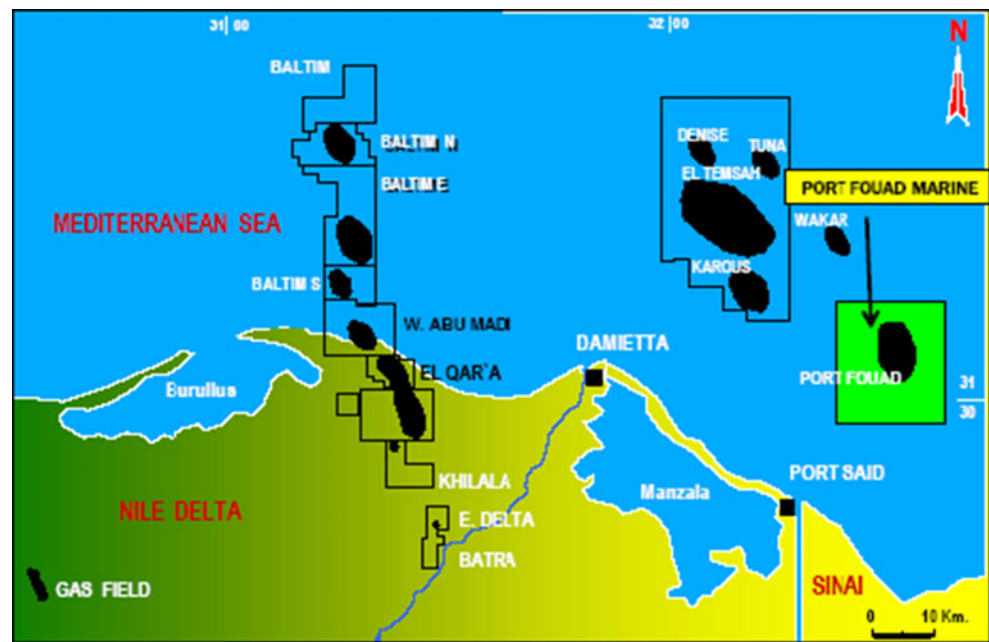 31 00
32 00
N
BALTIM
BALTIM N
BALTIM E
DENISE
TUNA
EL TEMSAH
PORT FOUAD MARINE
MEDITERRANEAN SEA
WAKAR
BALTIM S
KAROUS
W. ABU MADI
DAMIETTA
EL QAR'A
PORT FOUAD
31
30
Burullus
PORT SAID
KHILALA
Manzala
NILE DELTA
E. DELTA
BATRA
GAS FIELD
SINAI
0 10 Km.